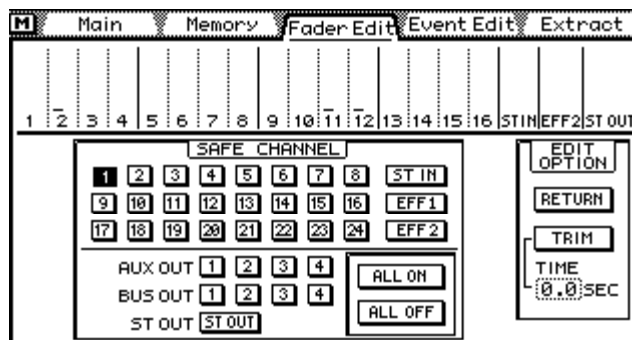 M Main Memory Fader Edit Event Edit Extract
1 2 3 4 5 6 7 8 9 10 11 12 13 14 15 16 ST IN EFF2 ST OUT
SAFE CHANNEL
1 2 3 4 5 6 7 8 ST IN
9 10 11 12 13 14 15 16 EFF1
17 18 19 20 21 22 23 24 EFF2
AUX OUT 1 2 3 4
BUS OUT 1 2 3 4
ST OUT ST OUT
ALL ON
ALL OFF
EDIT
OPTION
RETURN
TRIM
TIME
0.0 SEC